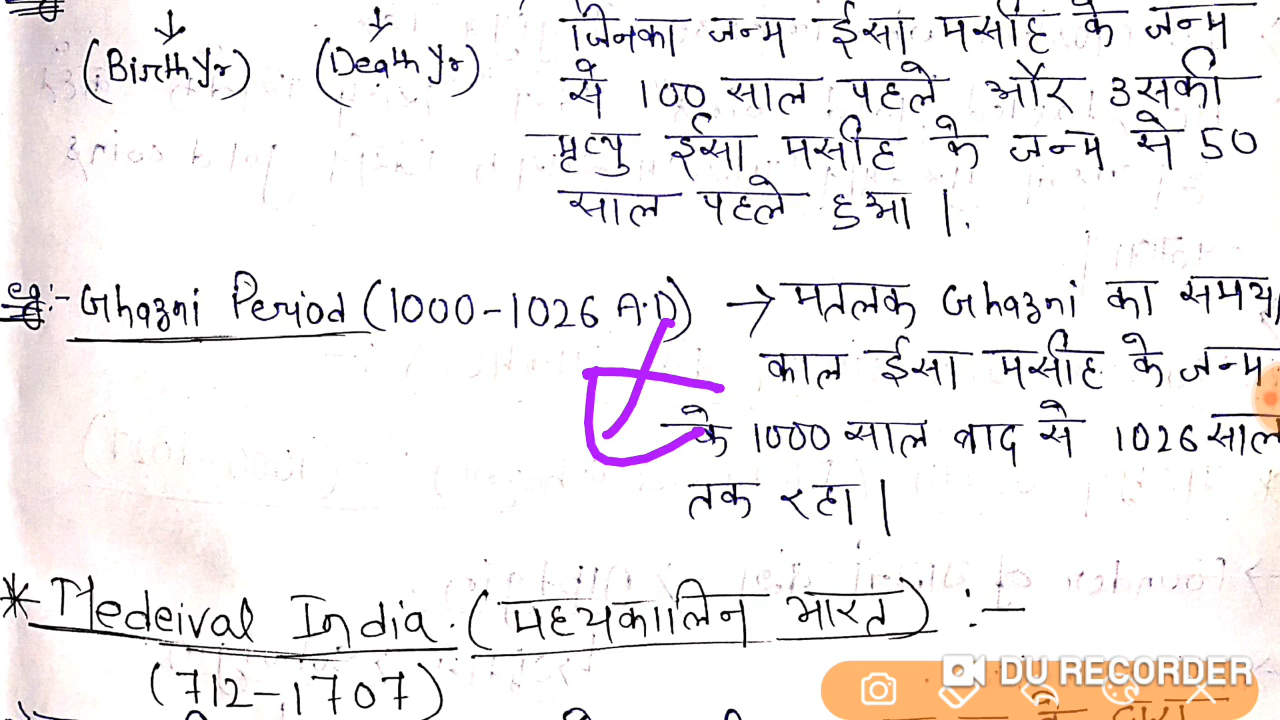 (Birth Yr) (Death Yr)
जिनका जन्म ईसा मसीह के जन्म
से 100 साल पहले और उसकी
मृत्यु ईसा मसीह के जन्म से 50
साल पहले हुआ |.
eg:- Ghazni Period (1000-1026 A.D) → मतलब Ghazni का समय
काल ईसा मसीह के जन्म
के 1000 साल बाद से 1026 साल
तक रहा |
* Medeival India. (मध्यकालिन भारत) :-
(712-1707)
DU RECORDER